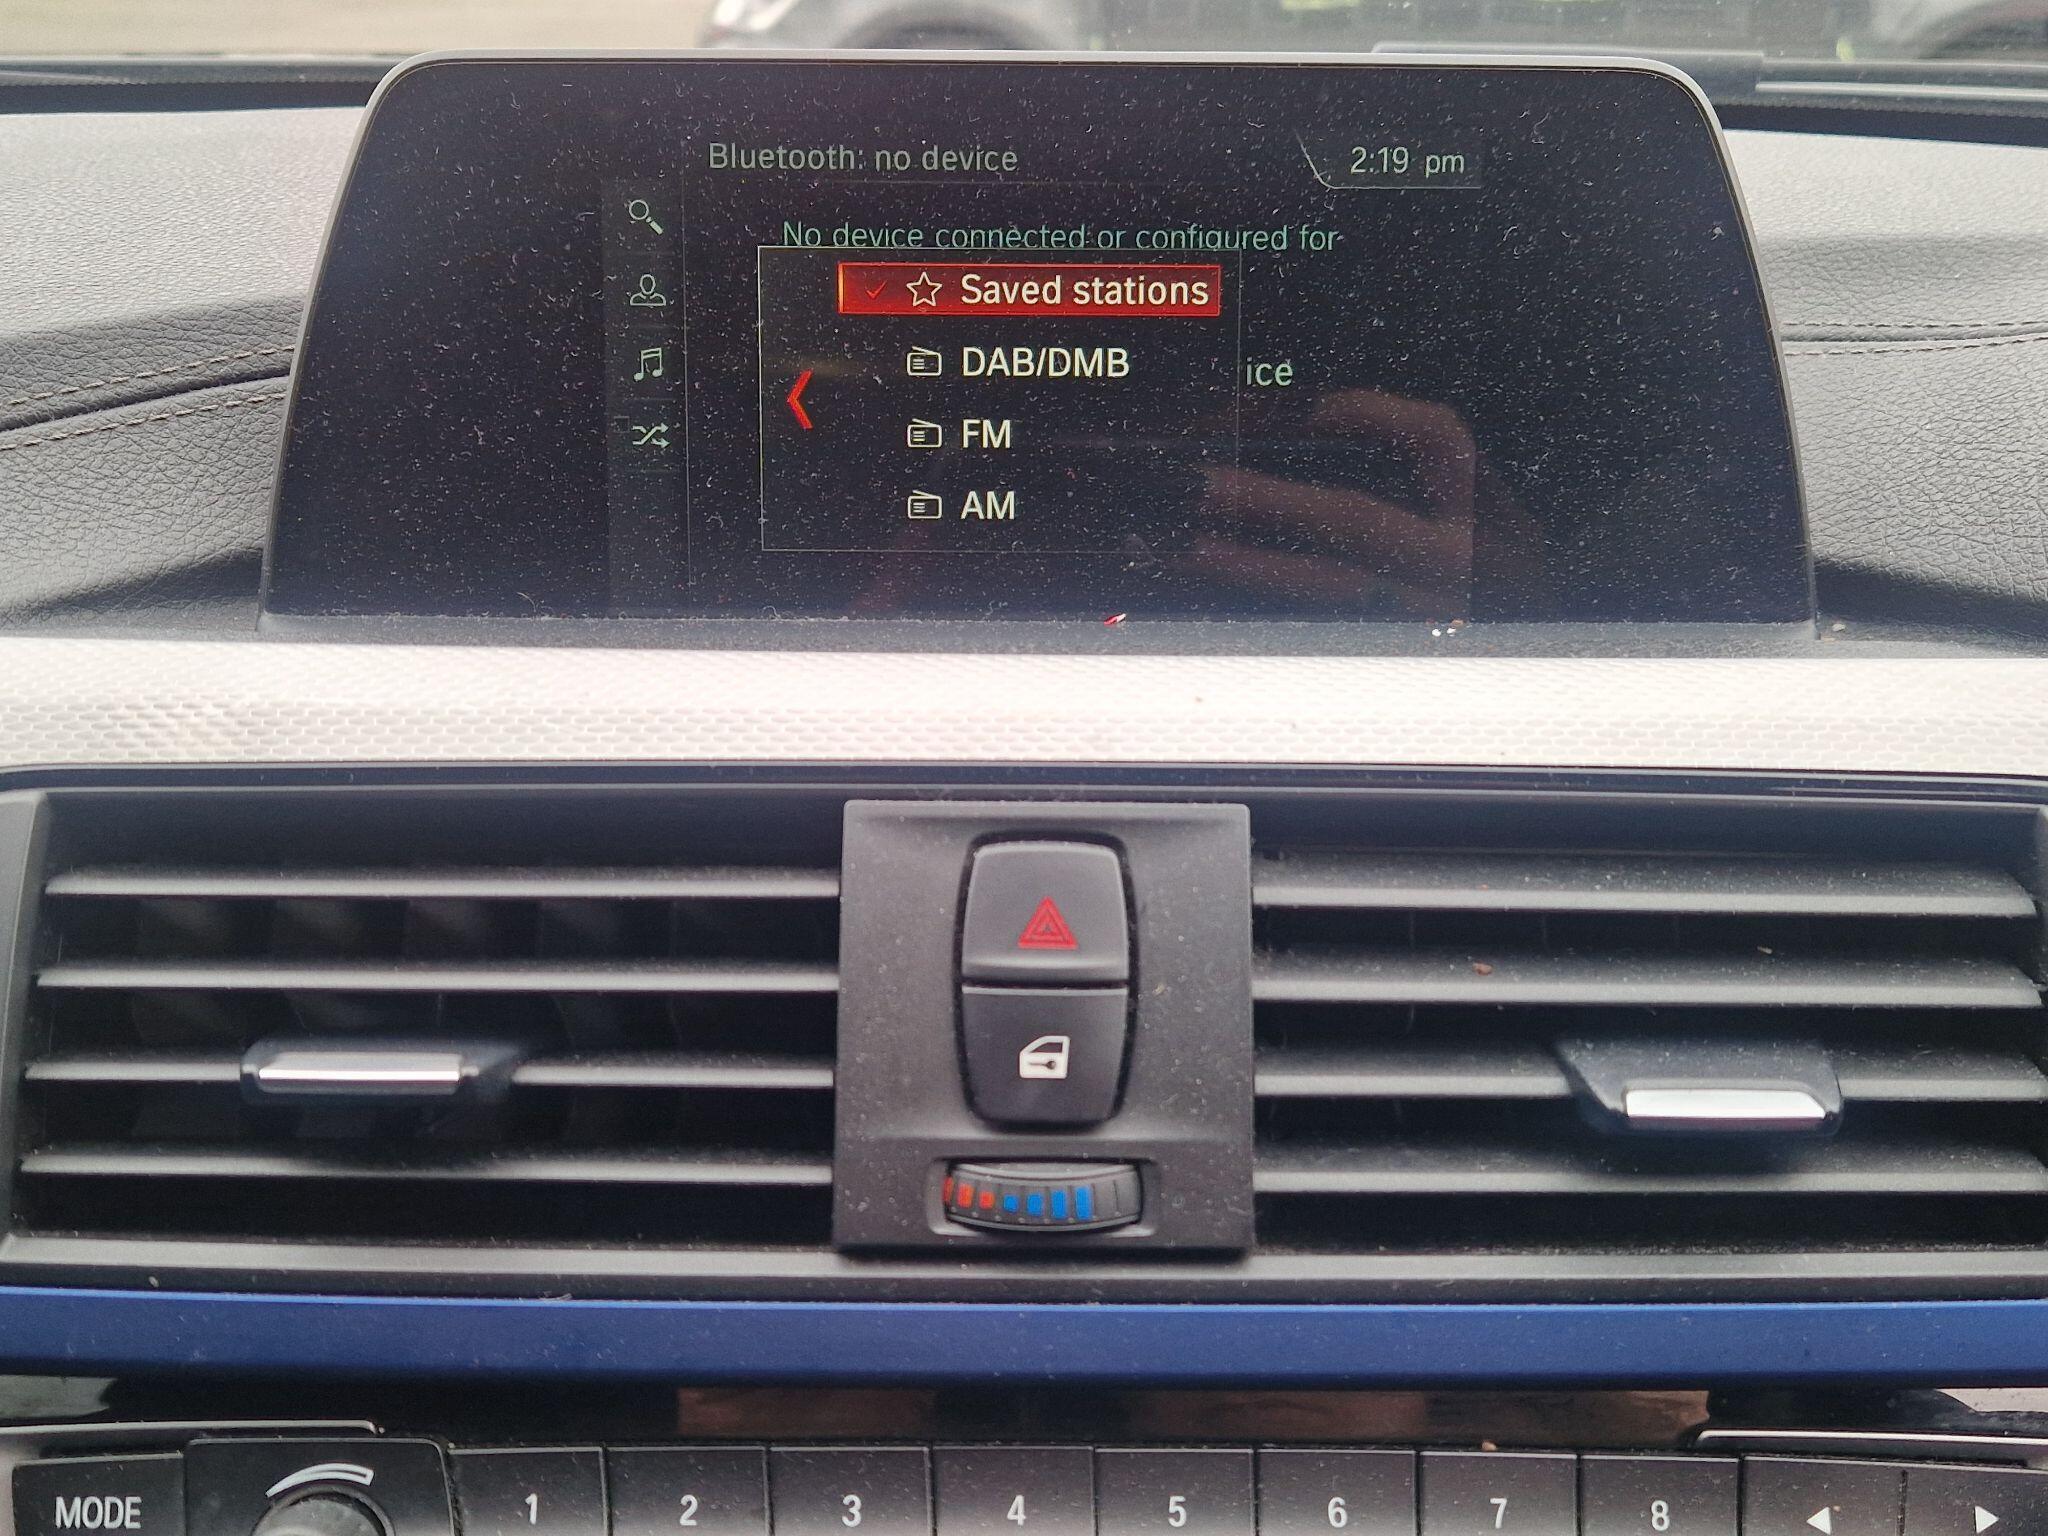 Bluetooth: no device
2:19 pm
No device connected or configured for
Saved stations
DAB/DMB
ice
FM
AM
MODE
1
2
3
4
5
6
7
8